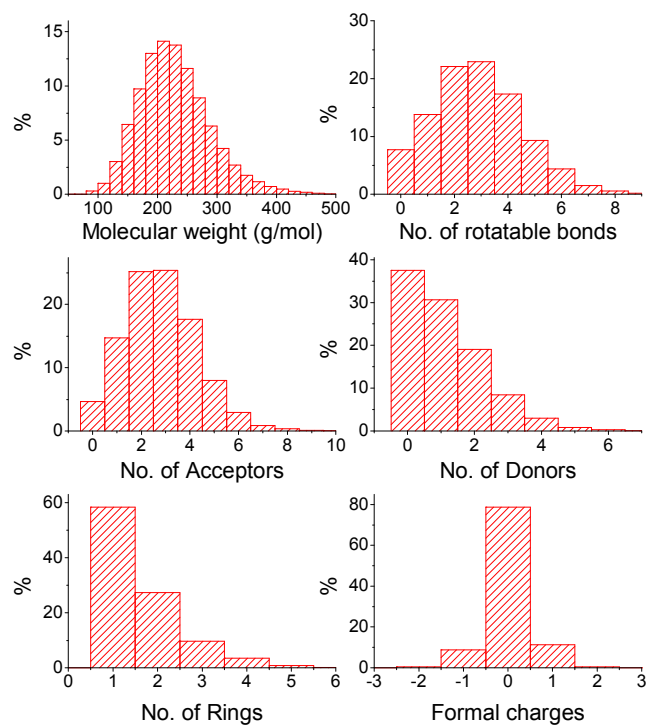 %
15
10
5
0
100 200 300 400 500
Molecular weight (g/mol)
%
30
20
10
0
0 2 4 6 8
No. of rotatable bonds
%
20
10
0
0 2 4 6 8 10
No. of Acceptors
%
40
30
20
10
0
0 2 4 6
No. of Donors
%
60
40
20
0
0 1 2 3 4 5 6
No. of Rings
%
80
60
40
20
0
-3 -2 -1 0 1 2 3
Formal charges